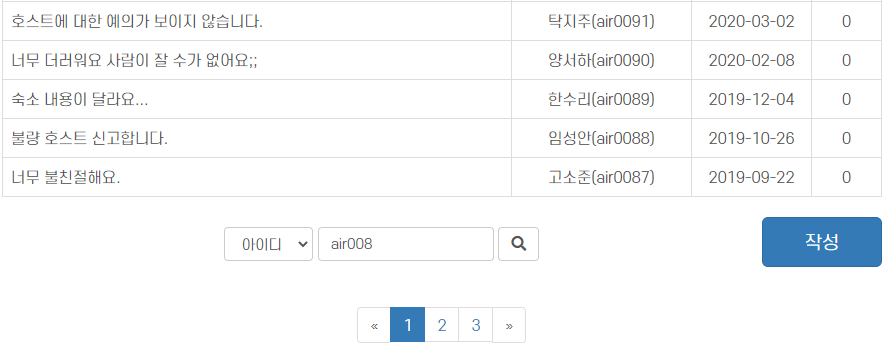 호스트에 대한 예의가 보이지 않습니다. 탁지주(air0091) 2020-03-02 0
너무 더러워요 사람이 잘 수가 없어요;; 양서하(air0090) 2020-02-08 0
숙소 내용이 달라요... 한수리(air0089) 2019-12-04 0
불량 호스트 신고합니다. 임성안(air0088) 2019-10-26 0
너무 불친절해요. 고소준(air0087) 2019-09-22 0
아이디 air008 작성
« 1 2 3 »